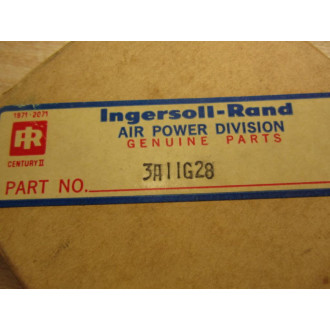 1871-2071
IR
CENTURY II
Ingersoll-Rand
AIR POWER DIVISION
GENUINE PARTS
PART NO. 3A11G28